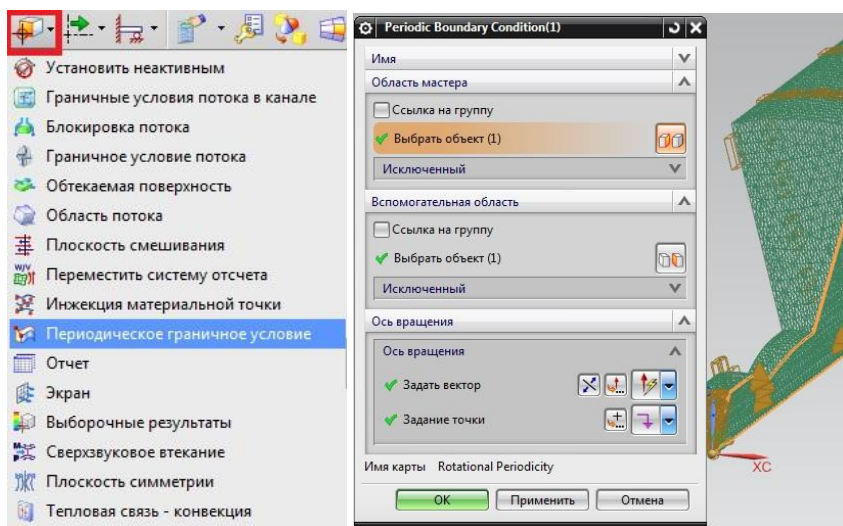 Установить неактивным
Граничные условия потока в канале
Блокировка потока
Граничное условие потока
Обтекаемая поверхность
Область потока
Плоскость смешивания
Переместить систему отсчета
Инжекция материальной точки
Периодическое граничное условие
Отчет
Экран
Выборочные результаты
Сверхзвуковое втекание
Плоскость симметрии
Тепловая связь - конвекция
Periodic Boundary Condition(1)
Имя
Область мастера
Ссылка на группу
Выбрать объект (1)
Исключенный
Вспомогательная область
Ссылка на группу
Выбрать объект (1)
Исключенный
Ось вращения
Ось вращения
Задать вектор
Задание точки
Имя карты Rotational Periodicity
OK Применить Отмена
XC